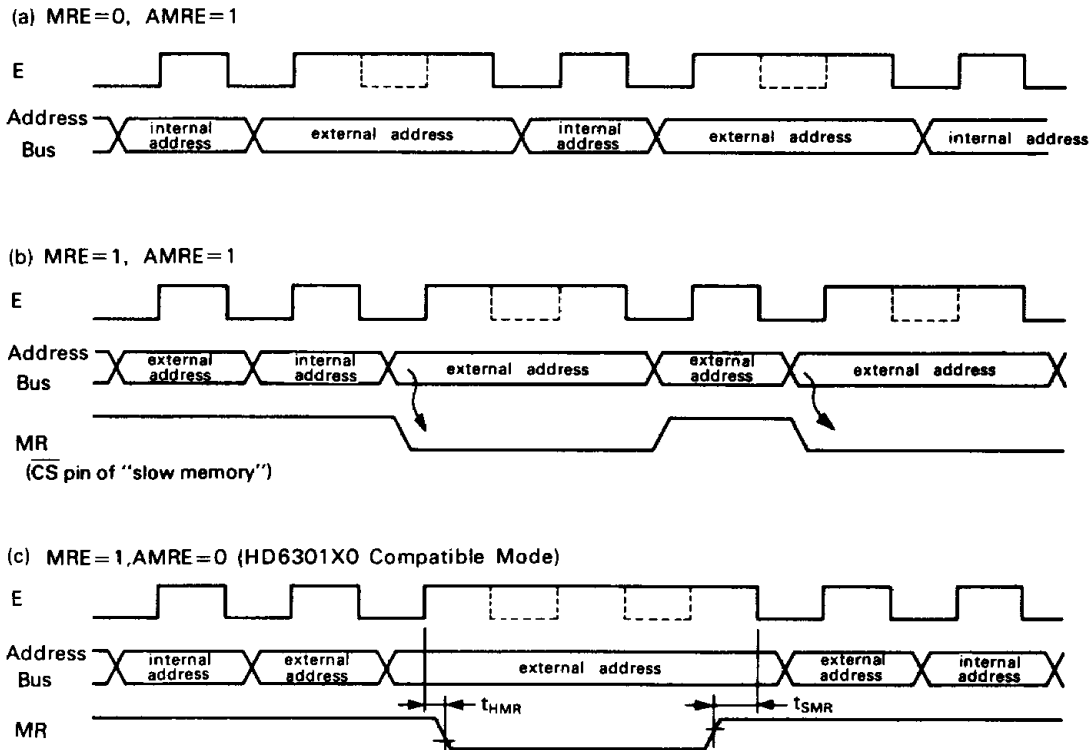 (a) MRE=0, AMRE=1
E
Address Bus
internal address
external address
internal address
external address
internal address
(b) MRE=1, AMRE=1
E
Address Bus
external address
internal address
external address
external address
external address
MR
(C̅S̅ pin of "slow memory")
(c) MRE=1,AMRE=0 (HD6301X0 Compatible Mode)
E
Address Bus
internal address
external address
external address
external address
internal address
tHMR
tSMR
MR